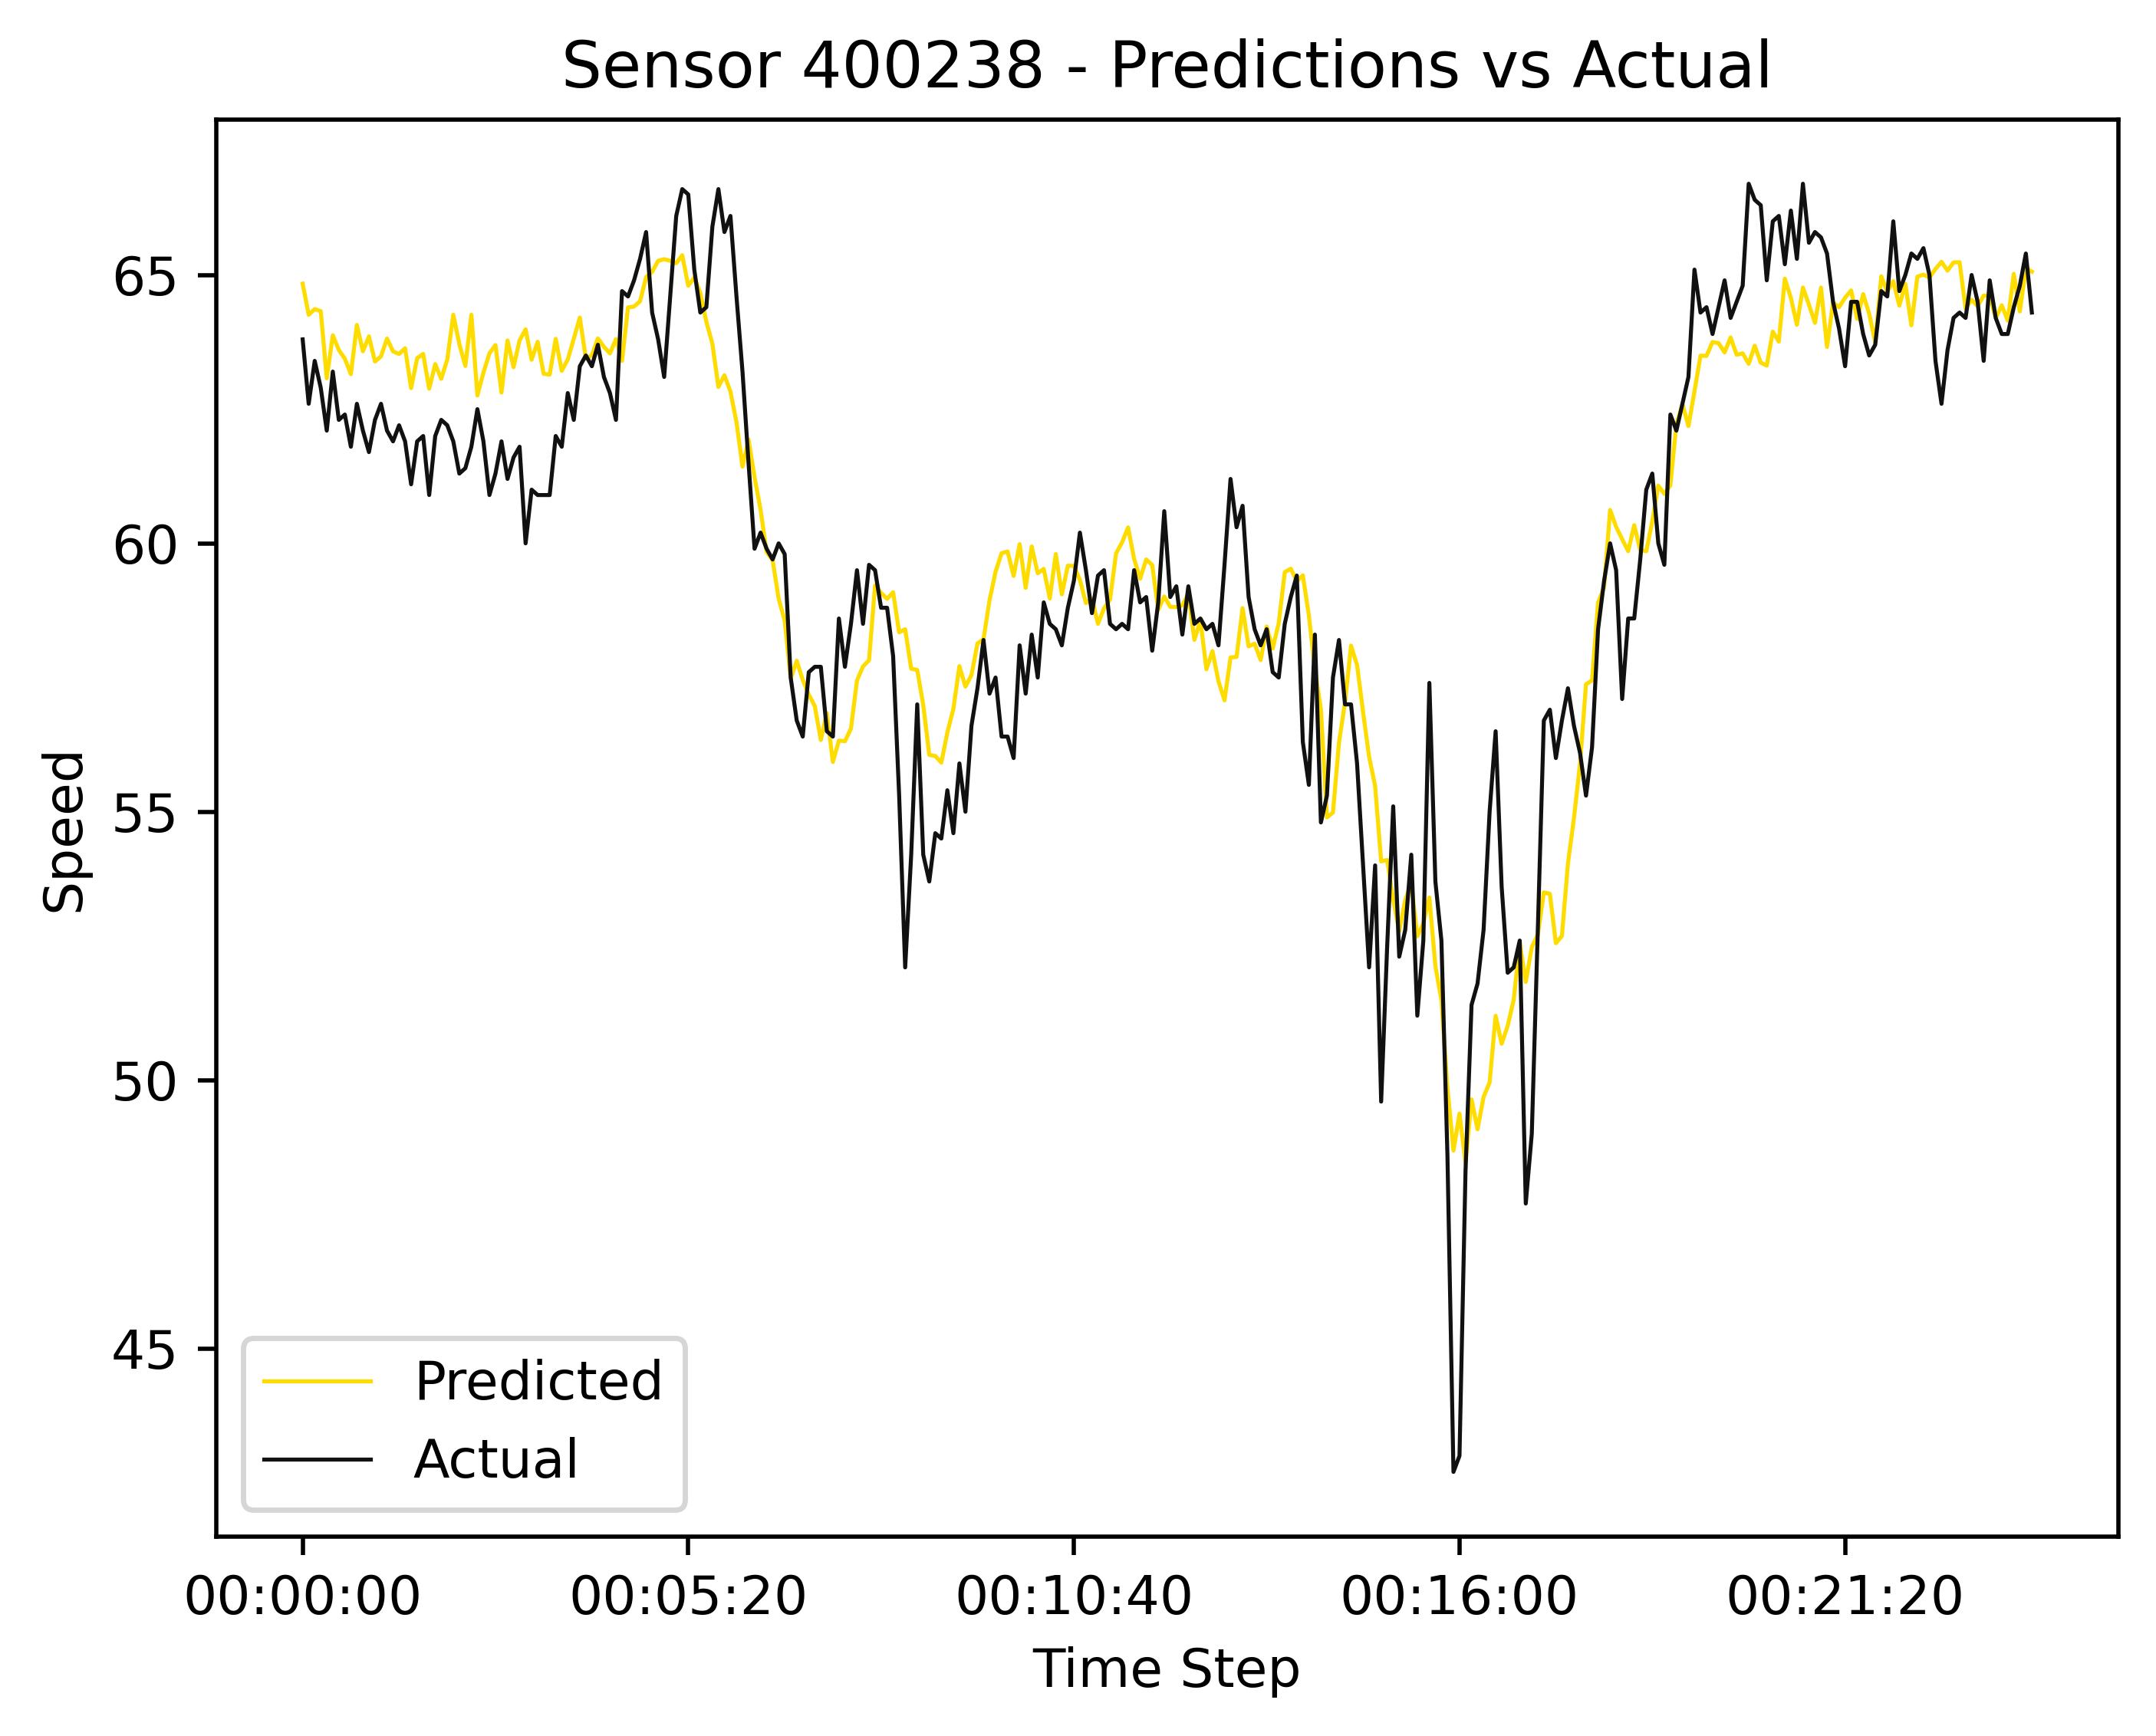 Sensor 400238 - Predictions vs Actual
Speed
65
60
55
50
45
Predicted
Actual
00:00:00 00:05:20 00:10:40 00:16:00 00:21:20
Time Step